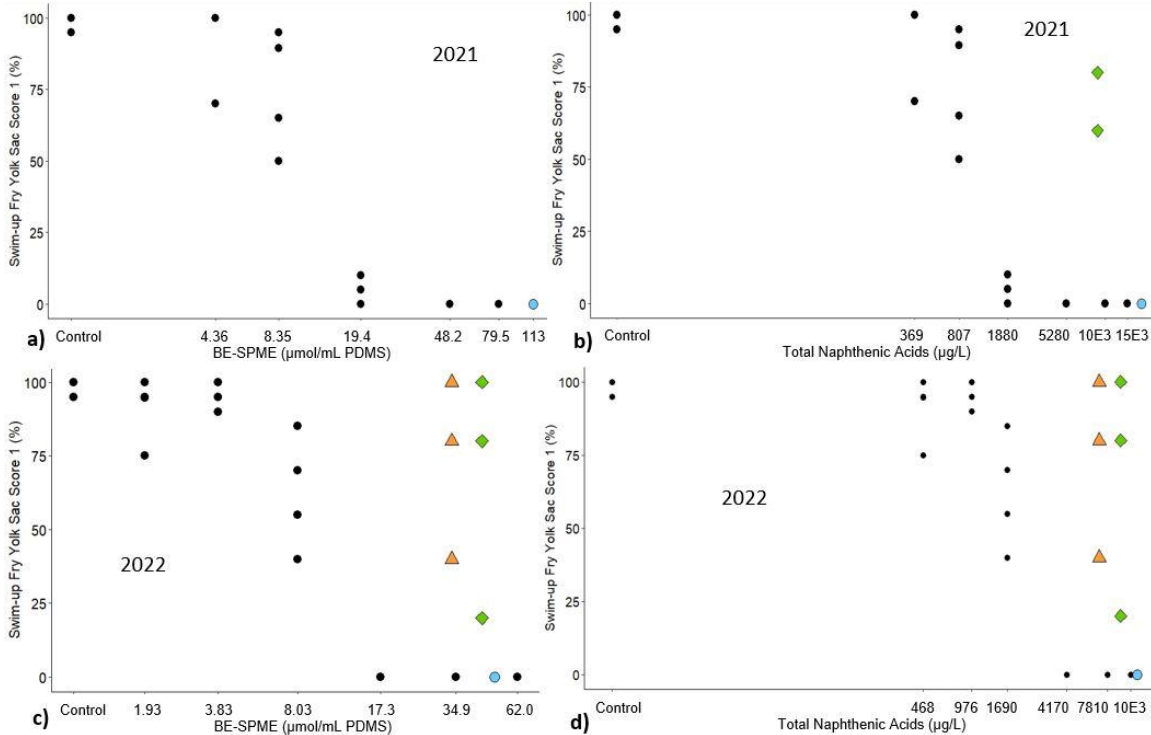 Swim-up Fry Yolk Sac Score 1 (%)
100
75
50
25
0
2021
Control 4.36 8.35 19.4 48.2 79.5 113
a) BE-SPME (µmol/mL PDMS)
Swim-up Fry Yolk Sac Score 1 (%)
100
75
50
25
0
2021
Control 369 807 1880 5280 10E3 15E3
b) Total Naphthenic Acids (µg/L)
Swim-up Fry Yolk Sac Score 1 (%)
100
75
50
25
0
2022
Control 1.93 3.83 8.03 17.3 34.9 62.0
c) BE-SPME (µmol/mL PDMS)
Swim-up Fry Yolk Sac Score 1 (%)
100
75
50
25
0
2022
Control 468 976 1690 4170 7810 10E3
d) Total Naphthenic Acids (µg/L)